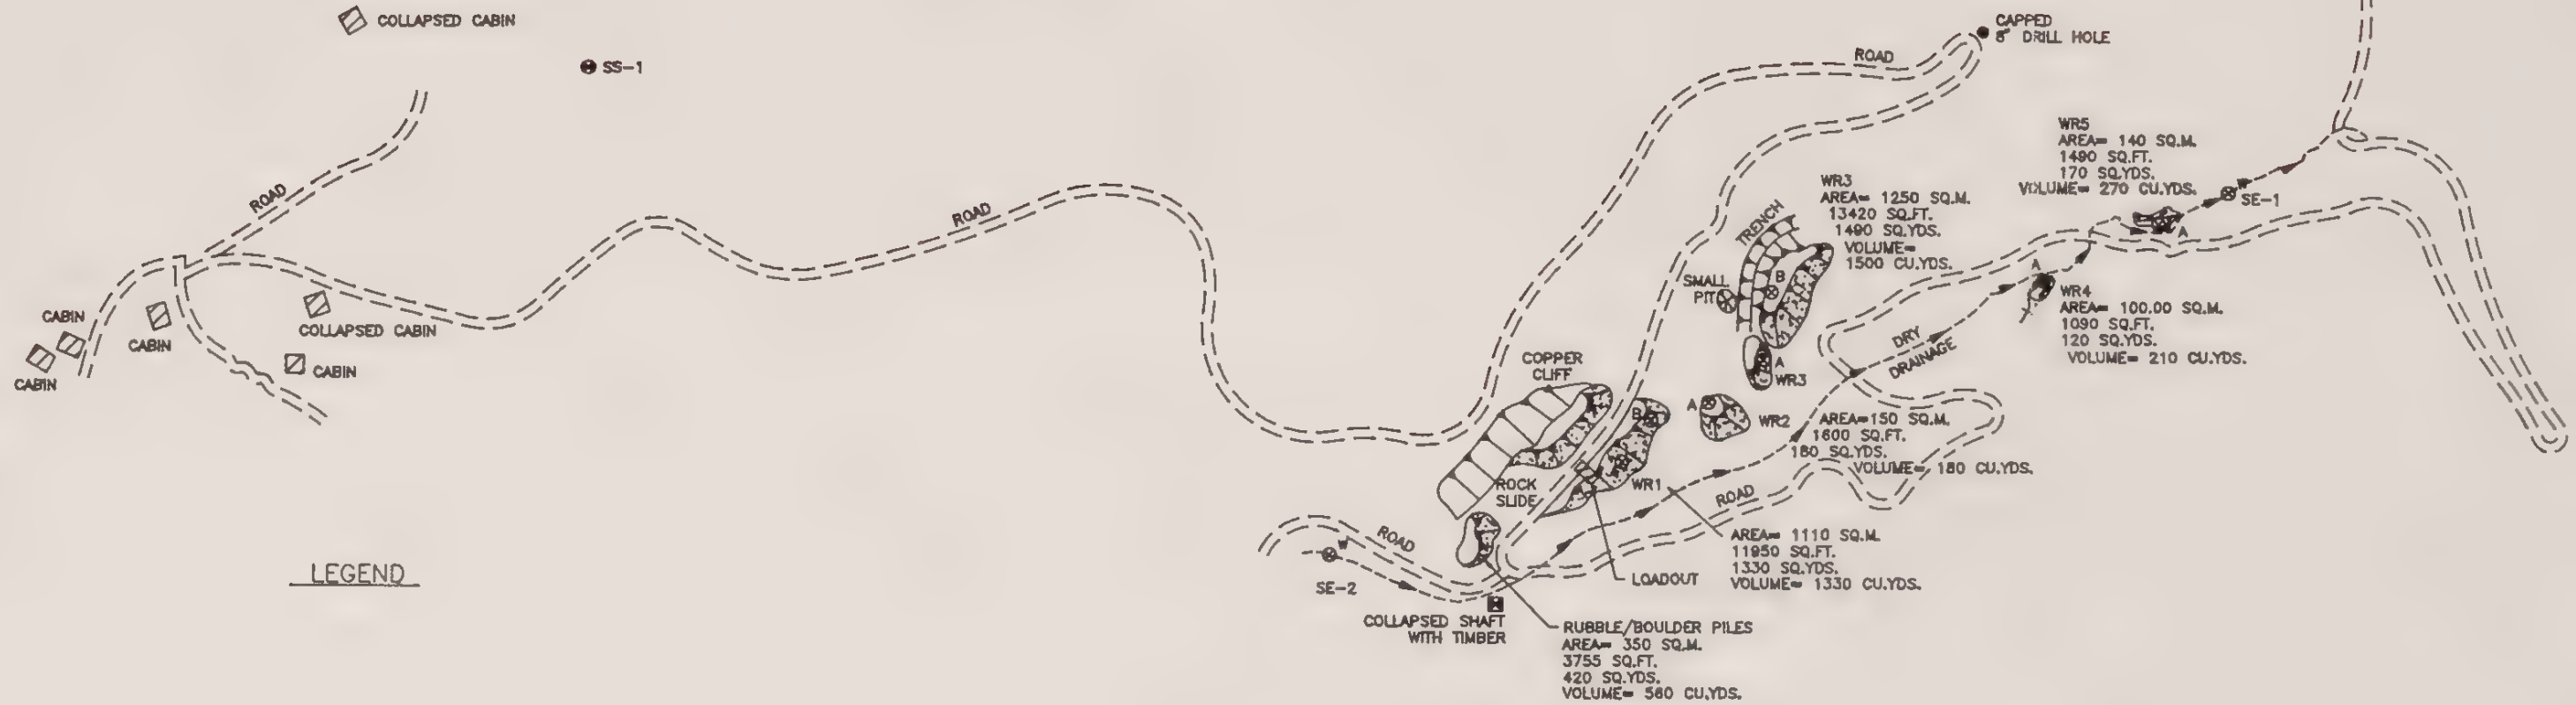 COLLAPSED CABIN
SS-1
ROAD
CABIN
CABIN
CABIN
COLLAPSED CABIN
CABIN
LEGEND
ROAD
ROAD
CAPPED
8" DRILL HOLE
WR5
AREA= 140 SQ.M.
1490 SQ.FT.
170 SQ.YDS.
VOLUME= 270 CU.YDS.
SE-1
A
WR3
AREA= 1250 SQ.M.
13420 SQ.FT.
1490 SQ.YDS.
VOLUME=
1500 CU.YDS.
TRENCH
B
SMALL
PIT
A
WR3
A
WR4
AREA= 100.00 SQ.M.
1090 SQ.FT.
120 SQ.YDS.
VOLUME= 210 CU.YDS.
DRY
DRAINAGE
COPPER
CLIFF
B
A
WR2
AREA=150 SQ.M.
1600 SQ.FT.
180 SQ.YDS.
VOLUME= 180 CU.YDS.
ROCK
SLIDE
A
WR1
ROAD
AREA= 1110 SQ.M.
11950 SQ.FT.
1330 SQ.YDS.
VOLUME= 1330 CU.YDS.
LOADOUT
ROAD
SE-2
COLLAPSED SHAFT
WITH TIMBER
RUBBLE/BOULDER PILES
AREA= 350 SQ.M.
3755 SQ.FT.
420 SQ.YDS.
VOLUME= 560 CU.YDS.